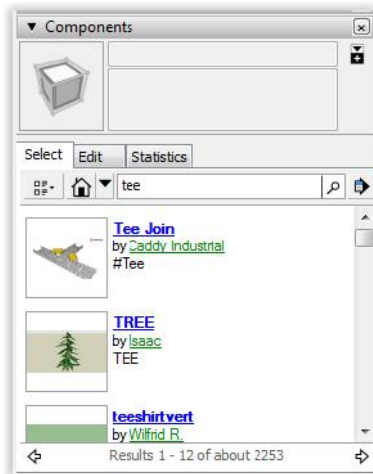 Components
Select Edit Statistics
tee
Tee Join
by Caddy Industrial
#Tee
TREE
by Isaac
TEE
teeshirtvert
by Wilfrid R.
Results 1 - 12 of about 2253